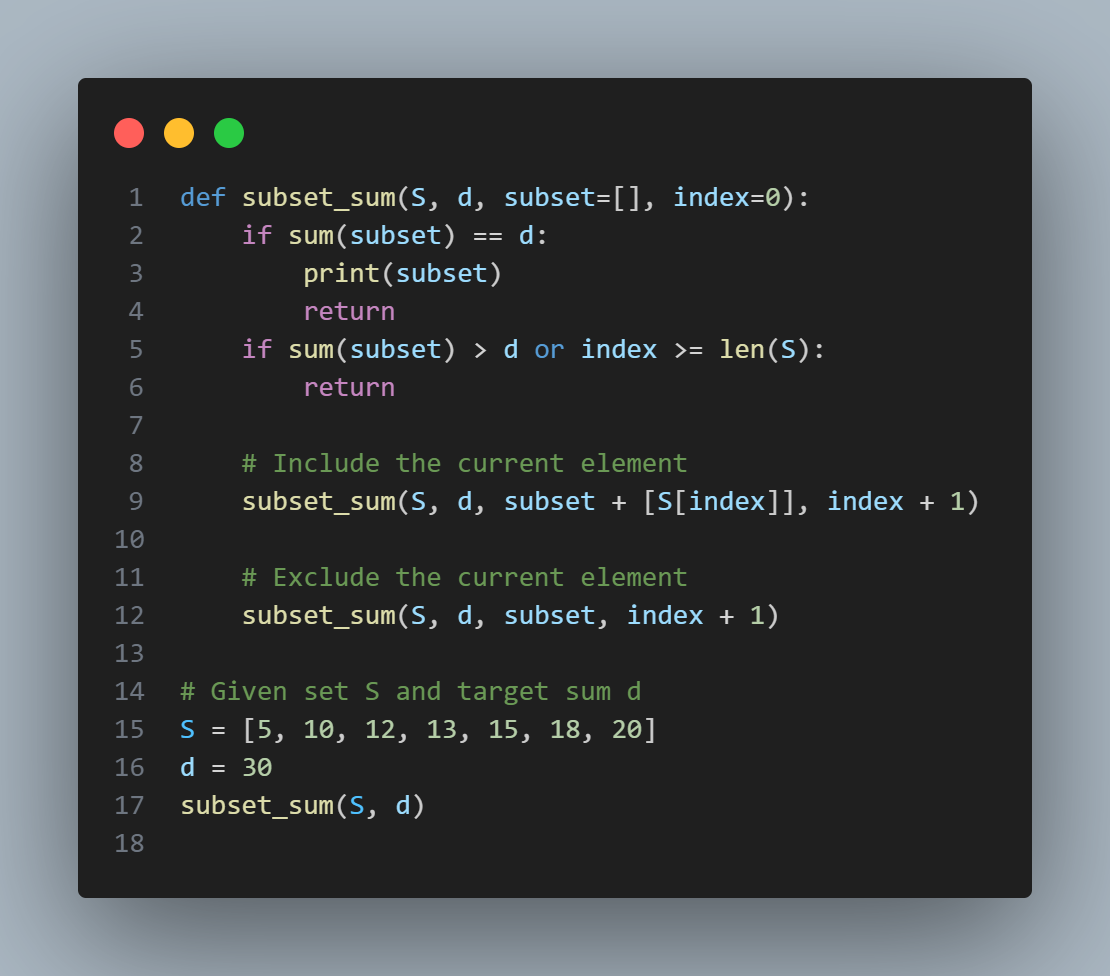 1 def subset_sum(S, d, subset=[], index=0):
2     if sum(subset) == d:
3         print(subset)
4         return
5     if sum(subset) > d or index >= len(S):
6         return
7
8     # Include the current element
9     subset_sum(S, d, subset + [S[index]], index + 1)
10
11     # Exclude the current element
12     subset_sum(S, d, subset, index + 1)
13
14 # Given set S and target sum d
15 S = [5, 10, 12, 13, 15, 18, 20]
16 d = 30
17 subset_sum(S, d)
18